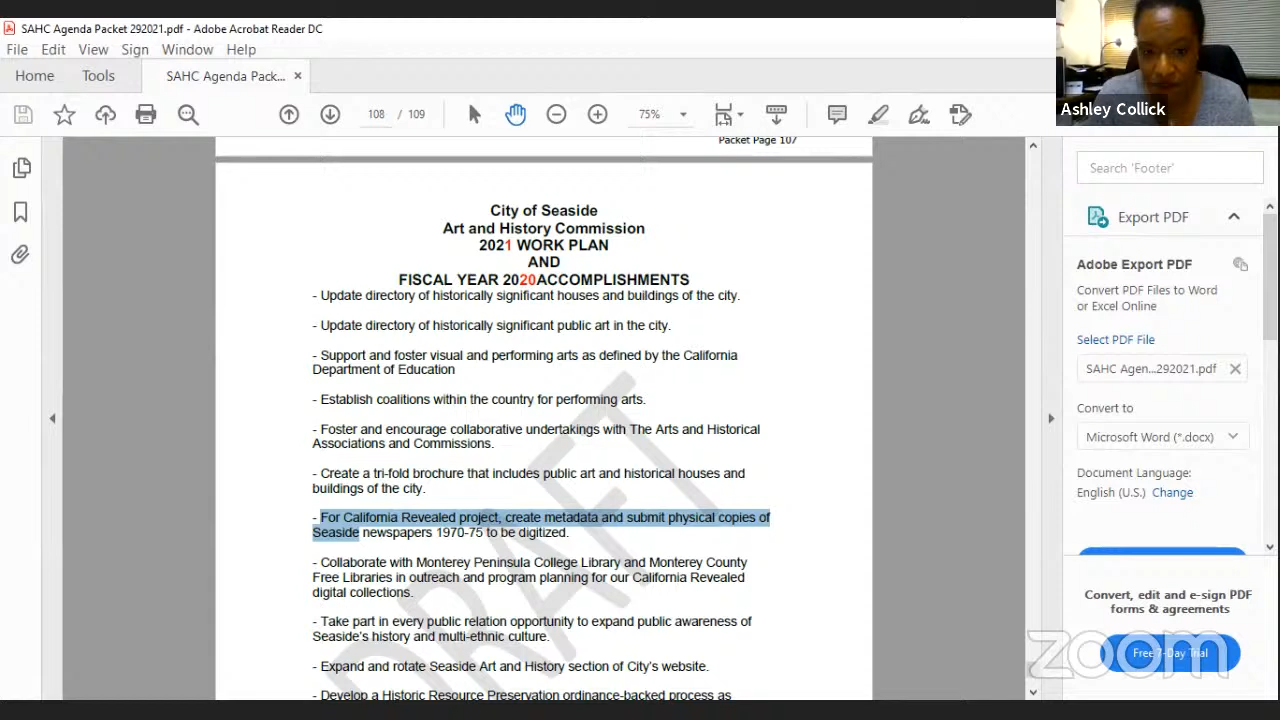 SAHC Agenda Packet 292021.pdf - Adobe Acrobat Reader DC
File Edit View Sign Window Help
Home Tools SAHC Agenda Pack... ×
108 / 109 75%
Ashley Collick
Packet Page 107
City of Seaside
Art and History Commission
2021 WORK PLAN
AND
FISCAL YEAR 2020ACCOMPLISHMENTS
- Update directory of historically significant houses and buildings of the city.
- Update directory of historically significant public art in the city.
- Support and foster visual and performing arts as defined by the California
Department of Education
- Establish coalitions within the country for performing arts.
- Foster and encourage collaborative undertakings with The Arts and Historical
Associations and Commissions.
- Create a tri-fold brochure that includes public art and historical houses and
buildings of the city.
- For California Revealed project, create metadata and submit physical copies of
Seaside newspapers 1970-75 to be digitized.
- Collaborate with Monterey Peninsula College Library and Monterey County
Free Libraries in outreach and program planning for our California Revealed
digital collections.
- Take part in every public relation opportunity to expand public awareness of
Seaside's history and multi-ethnic culture.
- Expand and rotate Seaside Art and History section of City's website.
- Develop a Historic Resource Preservation ordinance-backed process as
DRAFT
Search 'Footer'
Export PDF
Adobe Export PDF
Convert PDF Files to Word
or Excel Online
Select PDF File
SAHC Agen...292021.pdf ×
Convert to
Microsoft Word (*.docx)
Document Language:
English (U.S.) Change
Convert, edit and e-sign PDF
forms & agreements
Free 7-Day Trial
zoom